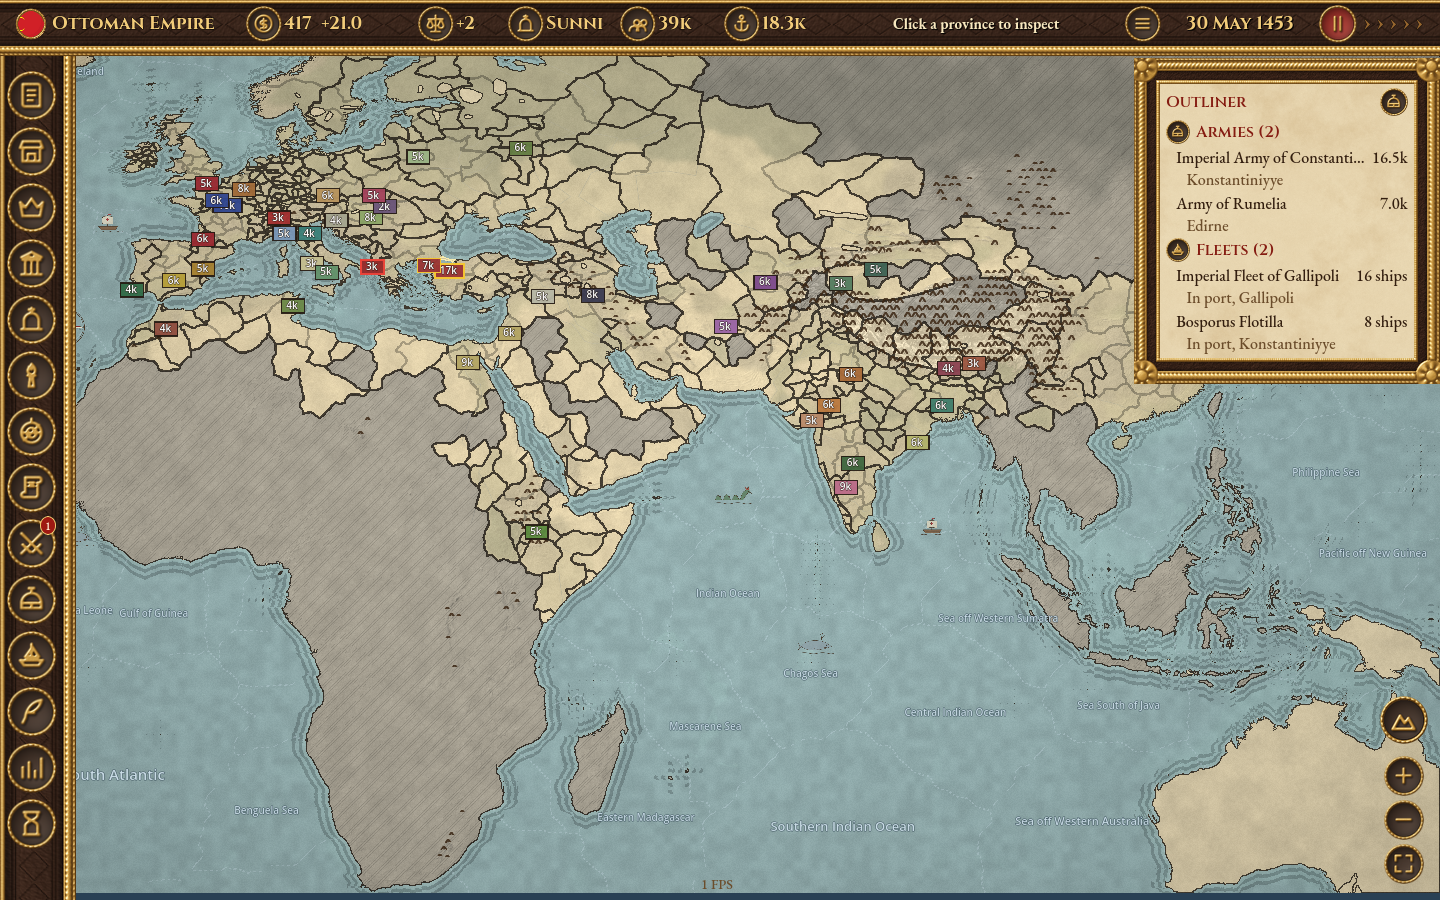 OTTOMAN EMPIRE
417 +21.0
+2
SUNNI
39K
18.3K
Click a province to inspect
30 MAY 1453
OUTLINER
ARMIES (2)
Imperial Army of Constanti... 16.5k
Konstantiniyye
Army of Rumelia 7.0k
Edirne
FLEETS (2)
Imperial Fleet of Gallipoli 16 ships
In port, Gallipoli
Bosporus Flotilla 8 ships
In port, Konstantiniyye
eland
5k
6k
5k
8k
6k
6k
5k
2k
3k
4k
8k
5k
4k
6k
5k
5k
6k
4k
3k
7k
17k
5k
8k
4k
4k
6k
9k
6k
3k
5k
5k
6k
4k
3k
6k
5k
6k
6k
6k
9k
5k
1
Philippine Sea
Pacific off New Guinea
Indian Ocean
a Leone
Gulf of Guinea
Sea off Western Sumatra
Chagos Sea
Sea South of Java
Central Indian Ocean
Mascarene Sea
outh Atlantic
Benguela Sea
Eastern Madagascar
Southern Indian Ocean
Sea off Western Australia
1 FPS